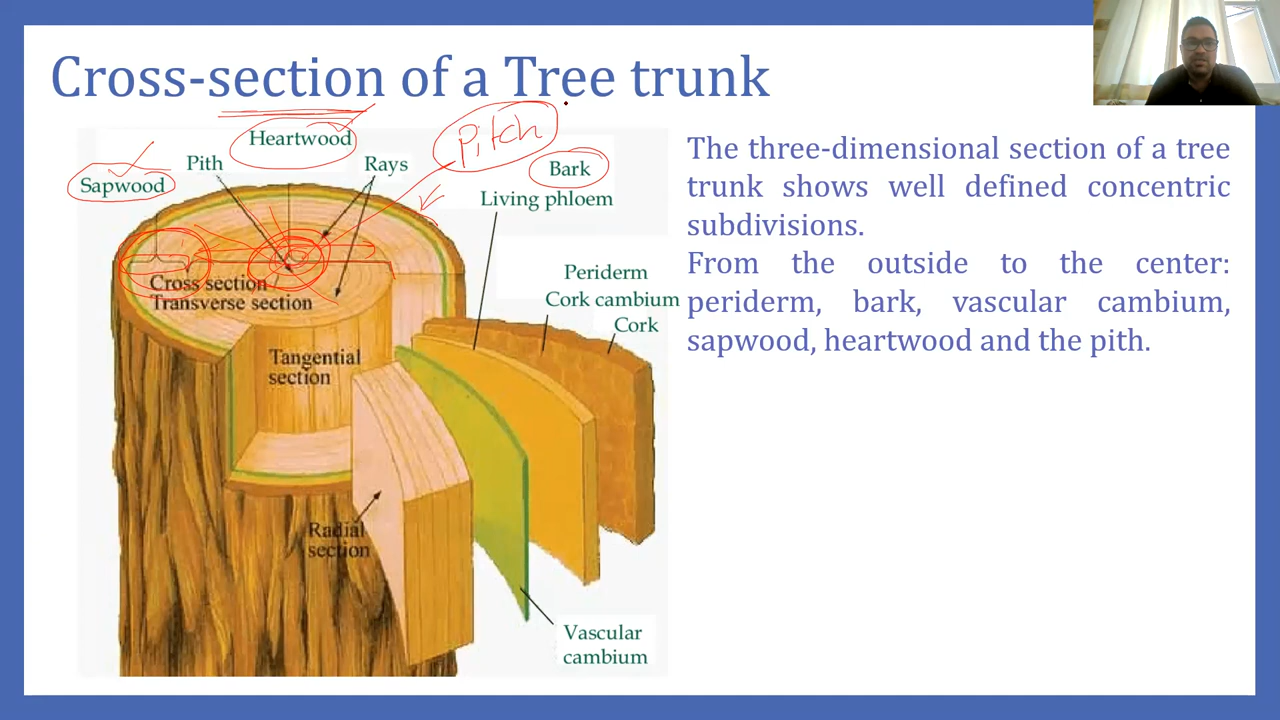 Cross-section of a Tree trunk
Heartwood
Pitch
Pith
Rays
Bark
Sapwood
Living phloem
Cross section
Transverse section
Periderm
Cork cambium
Cork
Tangential
section
Radial
section
Vascular
cambium
The three-dimensional section of a tree
trunk shows well defined concentric
subdivisions.
From the outside to the center:
periderm, bark, vascular cambium,
sapwood, heartwood and the pith.